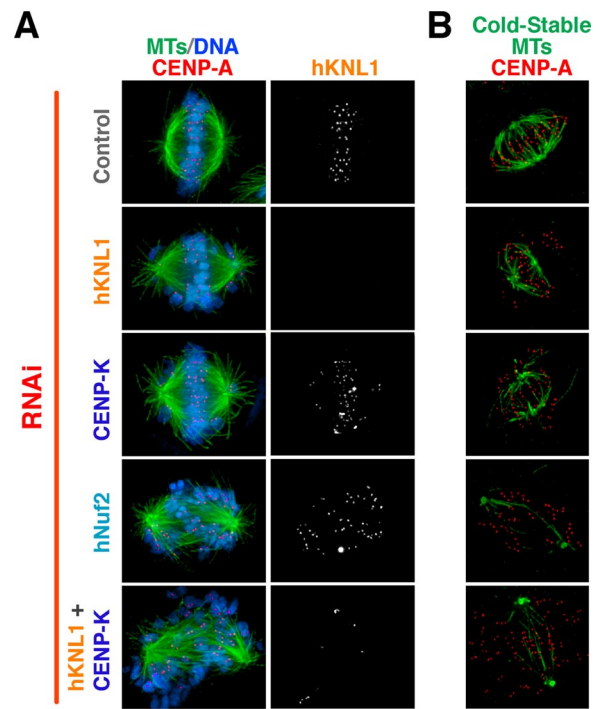 A
MTs/DNA
CENP-A
hKNL1
B
Cold-Stable
MTs
CENP-A
RNAi
Control
hKNL1
CENP-K
hNuf2
hKNL1 +
CENP-K